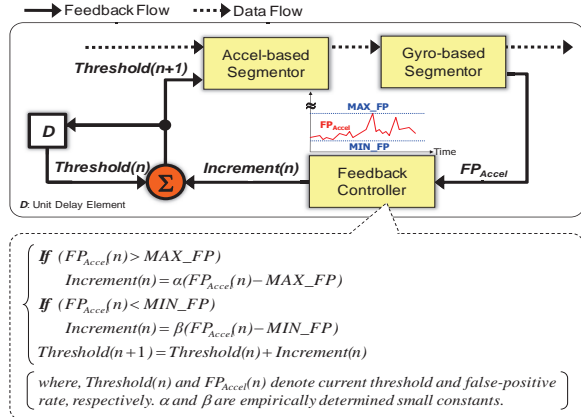 Feedback Flow
Data Flow
Accel-based
Segmentor
Gyro-based
Segmentor
Threshold(n+1)
MAX_FP
FP_Accel
MIN_FP
Time
D
Threshold(n)
Σ
Increment(n)
Feedback
Controller
FP_Accel
D: Unit Delay Element
If (FP_Accel(n) > MAX_FP)
Increment(n) = α(FP_Accel(n) − MAX_FP)
If (FP_Accel(n) < MIN_FP)
Increment(n) = β(FP_Accel(n) − MIN_FP)
Threshold(n+1) = Threshold(n) + Increment(n)
where, Threshold(n) and FP_Accel(n) denote current threshold and false-positive
rate, respectively. α and β are empirically determined small constants.